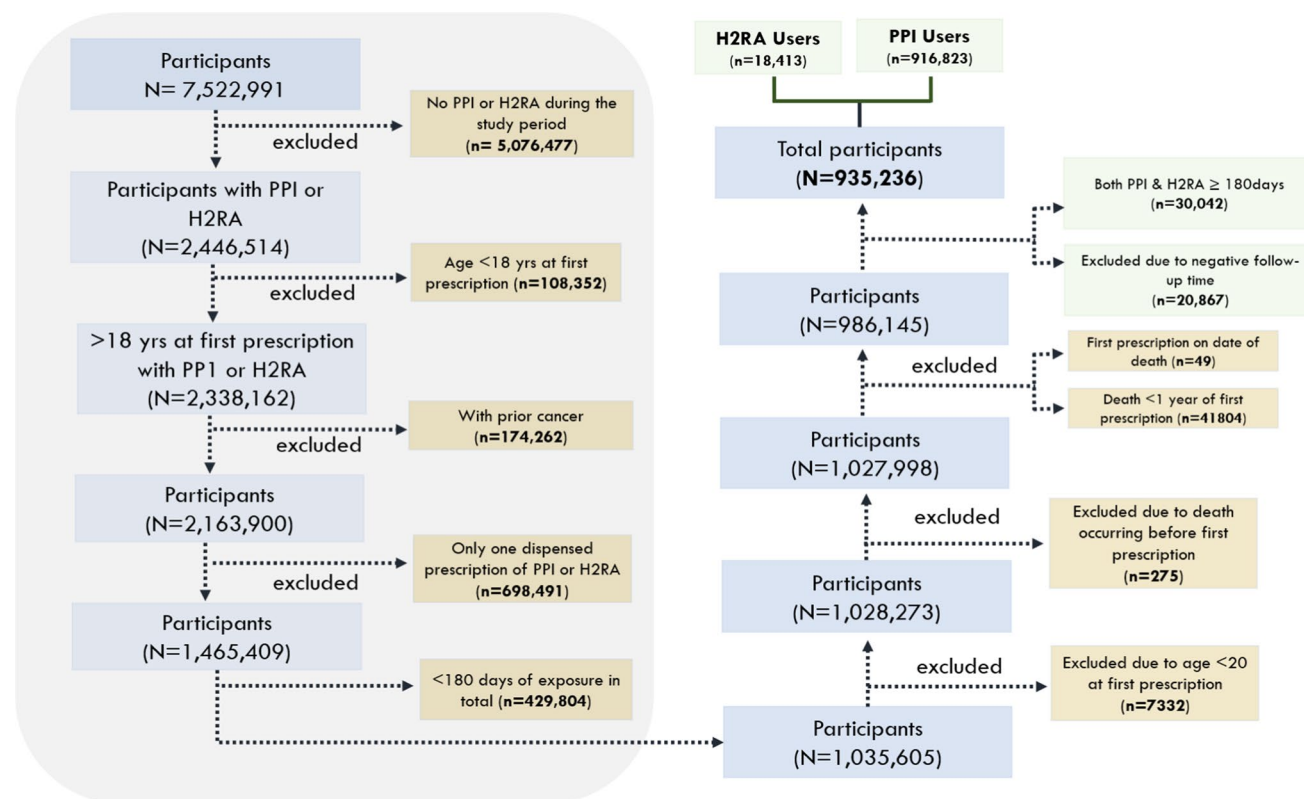 Participants
N= 7,522,991
No PPI or H2RA during the
study period
(n= 5,076,477)
excluded
Participants with PPI or
H2RA
(N=2,446,514)
Age <18 yrs at first
prescription (n=108,352)
excluded
>18 yrs at first prescription
with PP1 or H2RA
(N=2,338,162)
With prior cancer
(n=174,262)
excluded
Participants
(N=2,163,900)
Only one dispensed
prescription of PPI or H2RA
(n=698,491)
excluded
Participants
(N=1,465,409)
<180 days of exposure in
total (n=429,804)
H2RA Users
(n=18,413)
PPI Users
(n=916,823)
Total participants
(N=935,236)
Both PPI & H2RA ≥ 180days
(n=30,042)
Excluded due to negative follow-
up time
(n=20,867)
Participants
(N=986,145)
First prescription on date of
death (n=49)
excluded
Death <1 year of first
prescription (n=41804)
Participants
(N=1,027,998)
excluded
Excluded due to death
occurring before first
prescription
(n=275)
Participants
(N=1,028,273)
excluded
Excluded due to age <20
at first prescription
(n=7332)
Participants
(N=1,035,605)